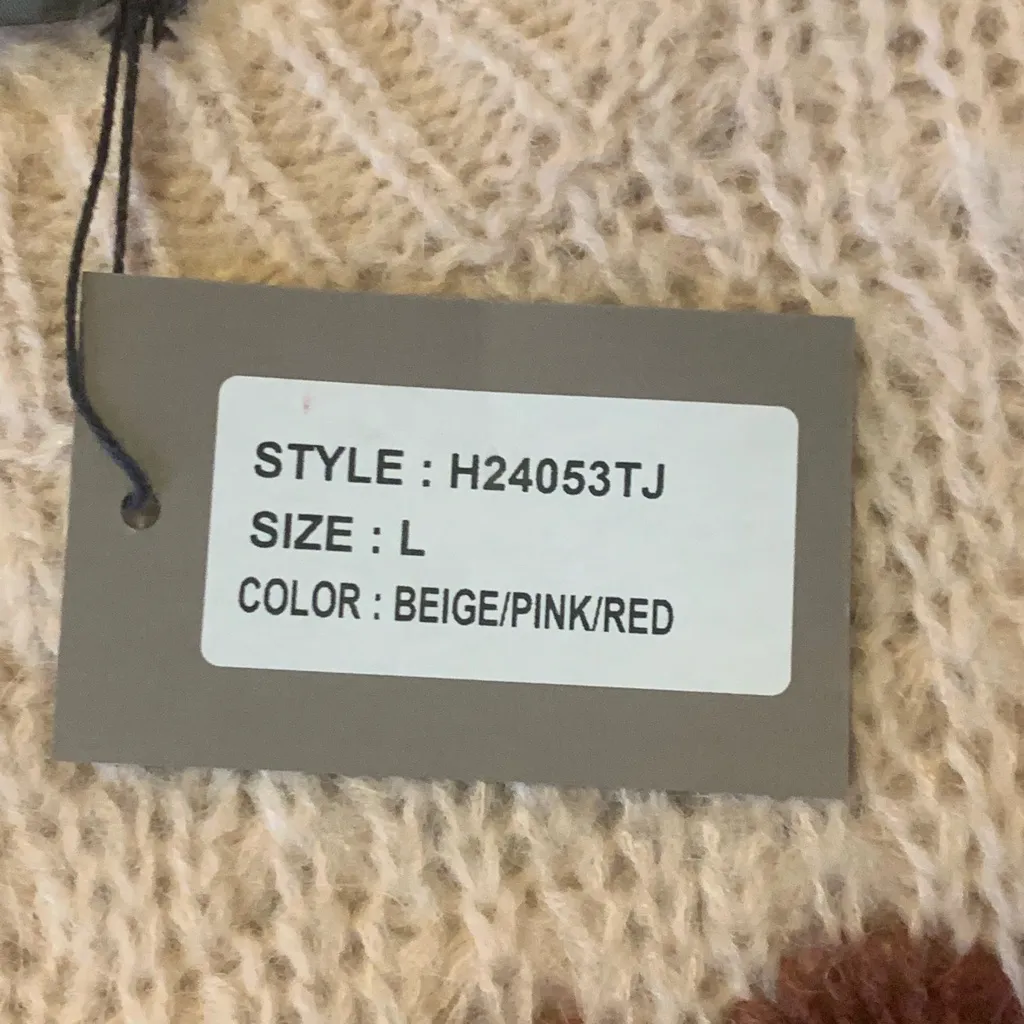 STYLE : H24053TJ
SIZE : L
COLOR : BEIGE/PINK/RED